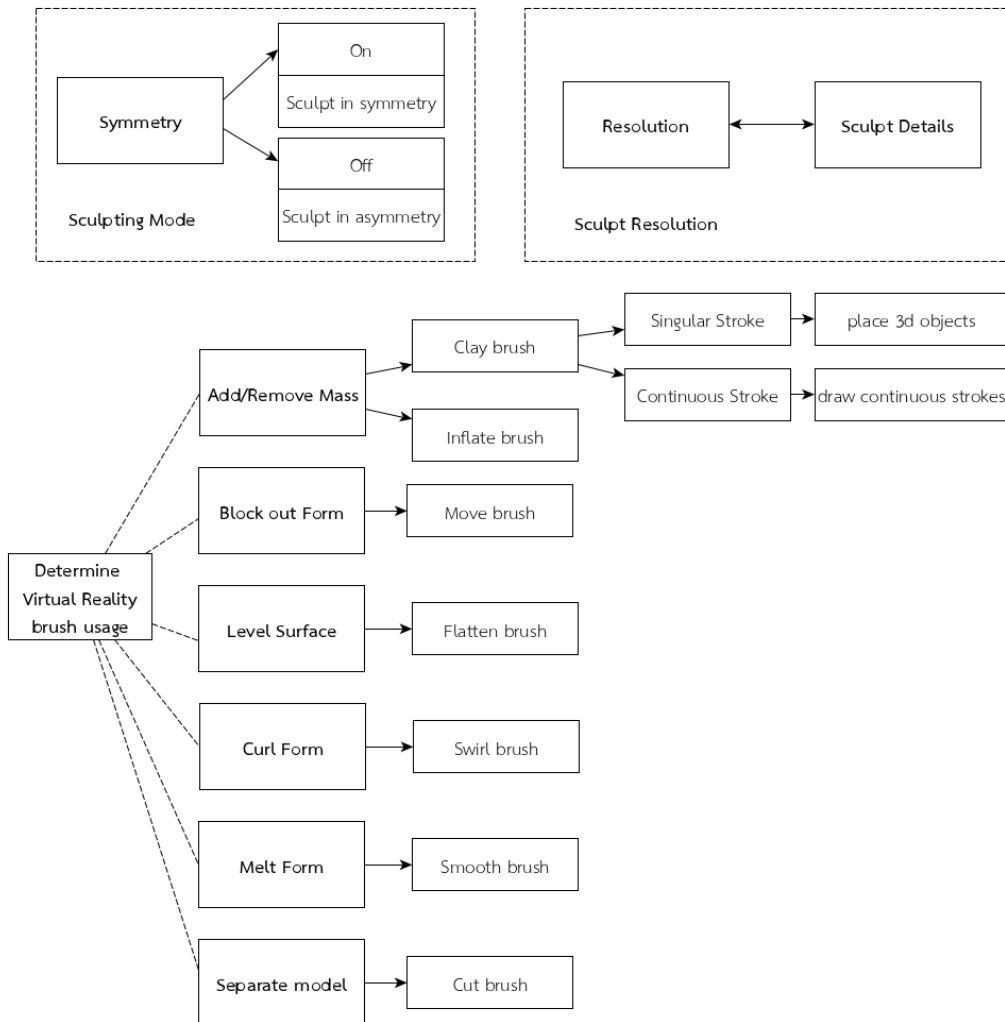 On
Symmetry
Sculpt in symmetry
Off
Sculpting Mode
Sculpt in asymmetry
Resolution
Sculpt Details
Sculpt Resolution
Singular Stroke
place 3d objects
Clay brush
Add/Remove Mass
Continuous Stroke
draw continuous strokes
Inflate brush
Block out Form
Move brush
Determine
Virtual Reality
brush usage
Level Surface
Flatten brush
Curl Form
Swirl brush
Melt Form
Smooth brush
Separate model
Cut brush